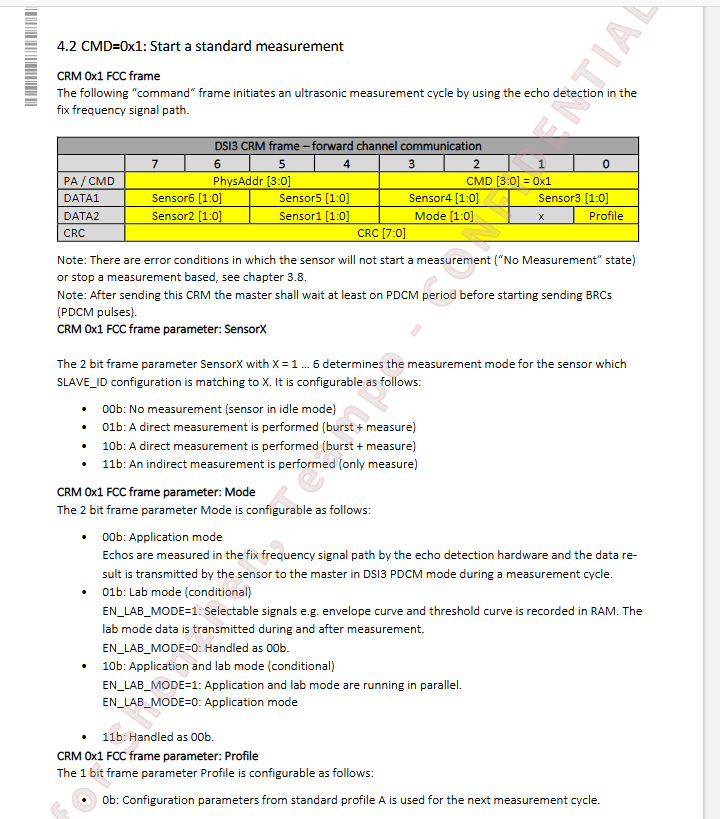 4.2 CMD=0x1: Start a standard measurement
CRM 0x1 FCC frame
The following "command" frame initiates an ultrasonic measurement cycle by using the echo detection in the
fix frequency signal path.
DSI3 CRM frame – forward channel communication
7 6 5 4 3 2 1 0
PA / CMD PhysAddr [3:0] CMD [3:0] = 0x1
DATA1 Sensor6 [1:0] Sensor5 [1:0] Sensor4 [1:0] Sensor3 [1:0]
DATA2 Sensor2 [1:0] Sensor1 [1:0] Mode [1:0] x Profile
CRC CRC [7:0]
Note: There are error conditions in which the sensor will not start a measurement ("No Measurement" state)
or stop a measurement based, see chapter 3.8.
Note: After sending this CRM the master shall wait at least on PDCM period before starting sending BRCs
(PDCM pulses).
CRM 0x1 FCC frame parameter: SensorX
The 2 bit frame parameter SensorX with X = 1 ... 6 determines the measurement mode for the sensor which
SLAVE_ID configuration is matching to X. It is configurable as follows:
• 00b: No measurement (sensor in idle mode)
• 01b: A direct measurement is performed (burst + measure)
• 10b: A direct measurement is performed (burst + measure)
• 11b: An indirect measurement is performed (only measure)
CRM 0x1 FCC frame parameter: Mode
The 2 bit frame parameter Mode is configurable as follows:
• 00b: Application mode
Echos are measured in the fix frequency signal path by the echo detection hardware and the data re-
sult is transmitted by the sensor to the master in DSI3 PDCM mode during a measurement cycle.
• 01b: Lab mode (conditional)
EN_LAB_MODE=1: Selectable signals e.g. envelope curve and threshold curve is recorded in RAM. The
lab mode data is transmitted during and after measurement.
EN_LAB_MODE=0: Handled as 00b.
• 10b: Application and lab mode (conditional)
EN_LAB_MODE=1: Application and lab mode are running in parallel.
EN_LAB_MODE=0: Application mode
• 11b: Handled as 00b.
CRM 0x1 FCC frame parameter: Profile
The 1 bit frame parameter Profile is configurable as follows:
• 0b: Configuration parameters from standard profile A is used for the next measurement cycle.
for Shenzhen, Teampo - CONFIDENTIAL